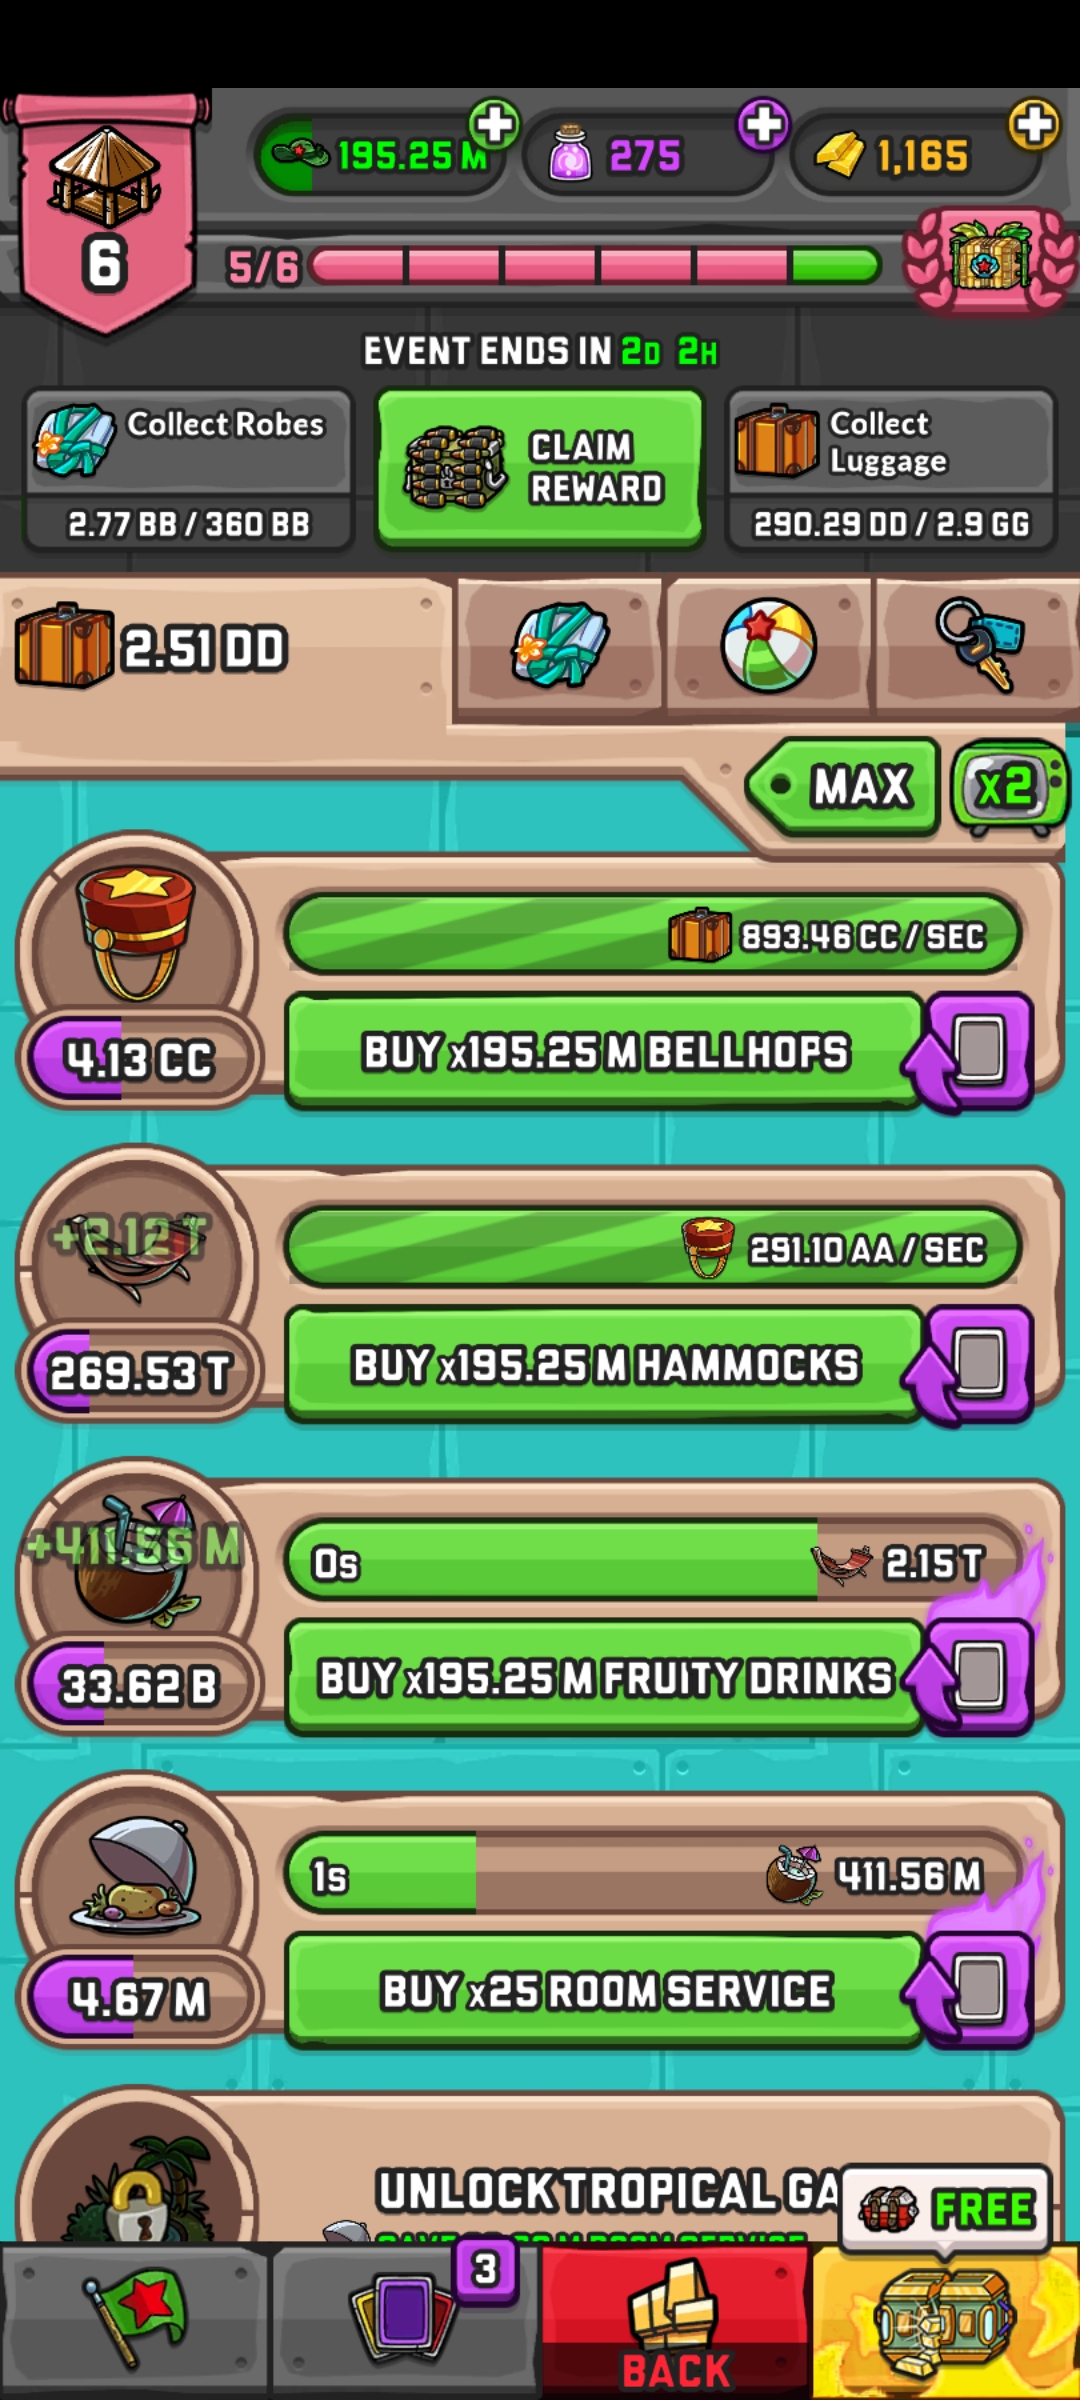 195.25 M
275
1,165
6
5/6
EVENT ENDS IN 2D 2H
Collect Robes
2.77 BB / 360 BB
CLAIM
REWARD
Collect
Luggage
290.29 DD / 2.9 GG
2.51 DD
MAX
x2
893.46 CC / SEC
4.13 CC
BUY x195.25 M BELLHOPS
+2.12 T
291.10 AA / SEC
269.53 T
BUY x195.25 M HAMMOCKS
+411.56 M
0s
2.15 T
33.62 B
BUY x195.25 M FRUITY DRINKS
1s
411.56 M
4.67 M
BUY x25 ROOM SERVICE
UNLOCK TROPICAL GA
FREE
3
BACK